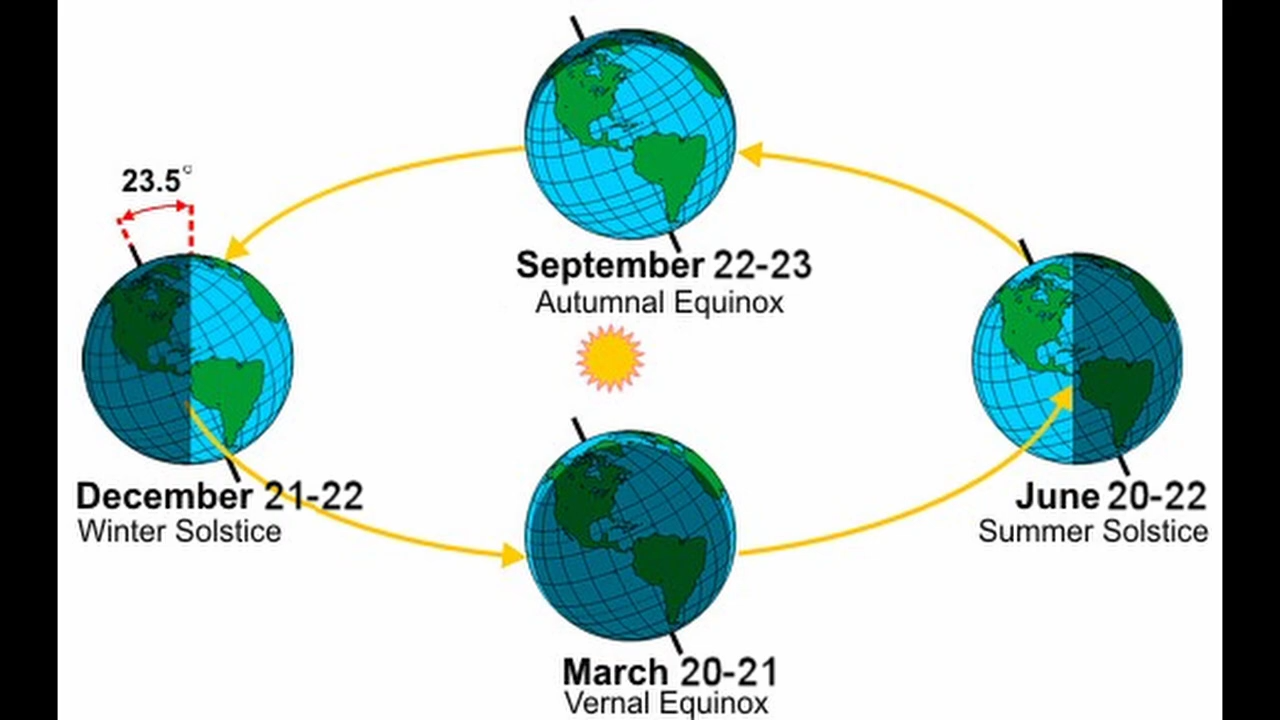 September 22-23
Autumnal Equinox
23.5°
December 21-22
Winter Solstice
June 20-22
Summer Solstice
March 20-21
Vernal Equinox